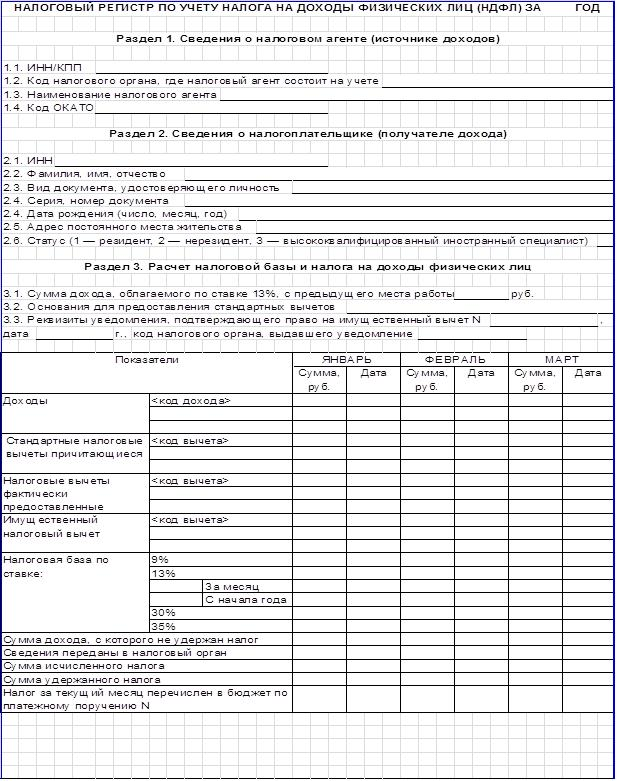 НАЛОГОВЫЙ РЕГИСТР ПО УЧЕТУ НАЛОГА НА ДОХОДЫ ФИЗИЧЕСКИХ ЛИЦ (НДФЛ) ЗА ГОД
Раздел 1. Сведения о налоговом агенте (источнике доходов)
1.1. ИНН/КПП
1.2. Код налогового органа, где налоговый агент состоит на учете
1.3. Наименование налогового агента
1.4. Код ОКАТО
Раздел 2. Сведения о налогоплательщике (получателе дохода)
2.1. ИНН
2.2. Фамилия, имя, отчество
2.3. Вид документа, удостоверяющего личность
2.4. Серия, номер документа
2.4. Дата рождения (число, месяц, год)
2.5. Адрес постоянного места жительства
2.6. Статус (1 — резидент, 2 — нерезидент, 3 — высококвалифицированный иностранный специалист)
Раздел 3. Расчет налоговой базы и налога на доходы физических лиц
3.1. Сумма дохода, облагаемого по ставке 13%, с предыдущего места работы руб.
3.2. Основания для предоставления стандартных вычетов
3.3. Реквизиты уведомления, подтверждающего право на имущественный вычет N ,
дата г., код налогового органа, выдавшего уведомление
Показатели ЯНВАРЬ ФЕВРАЛЬ МАРТ
Сумма, Дата Сумма, Дата Сумма, Дата
руб. руб. руб.
Доходы <код дохода>
Стандартные налоговые <код вычета>
вычеты причитающиеся
Налоговые вычеты <код вычета>
фактически
предоставленные
Имущественный <код вычета>
налоговый вычет
Налоговая база по 9%
ставке: 13%
За месяц
С начала года
30%
35%
Сумма дохода, с которого не удержан налог
Сведения переданы в налоговый орган
Сумма исчисленного налога
Сумма удержанного налога
Налог за текущий месяц перечислен в бюджет по
платежному поручению N